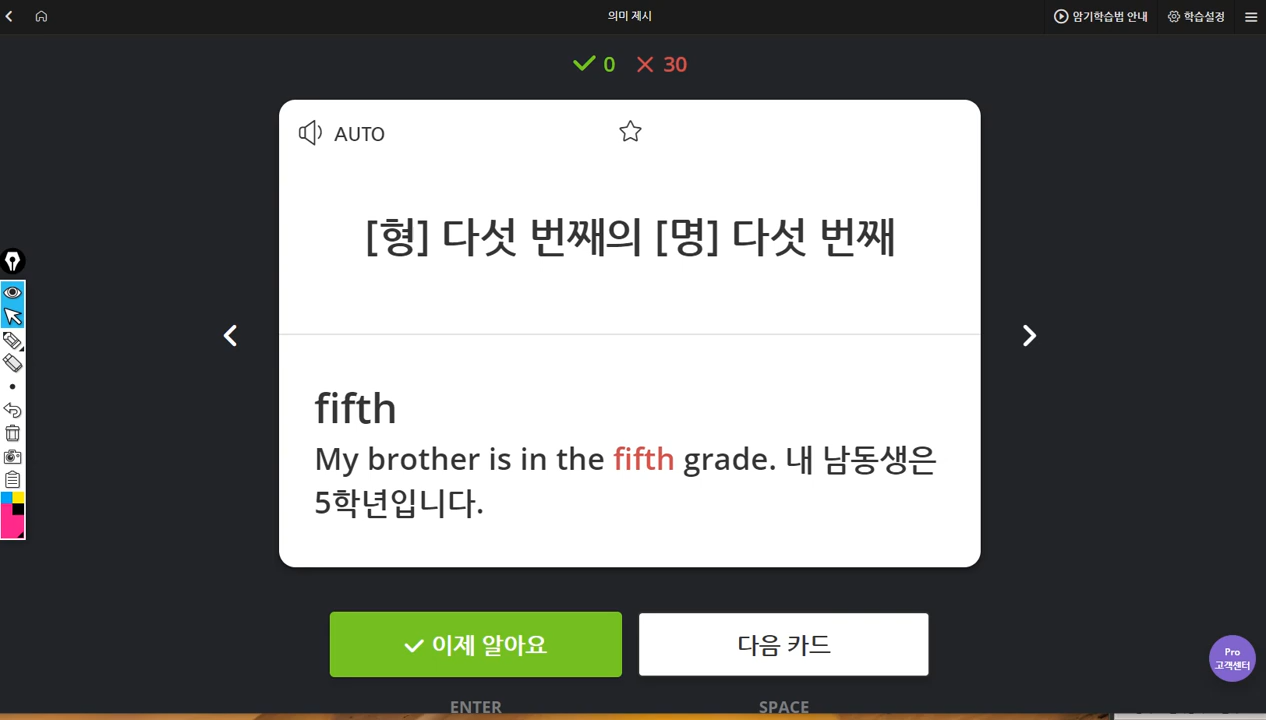 의미 제시
암기학습법 안내
학습설정
0
30
AUTO
[형] 다섯 번째의 [명] 다섯 번째
fifth
My brother is in the fifth grade. 내 남동생은
5학년입니다.
이제 알아요
다음 카드
Pro
고객센터
ENTER
SPACE